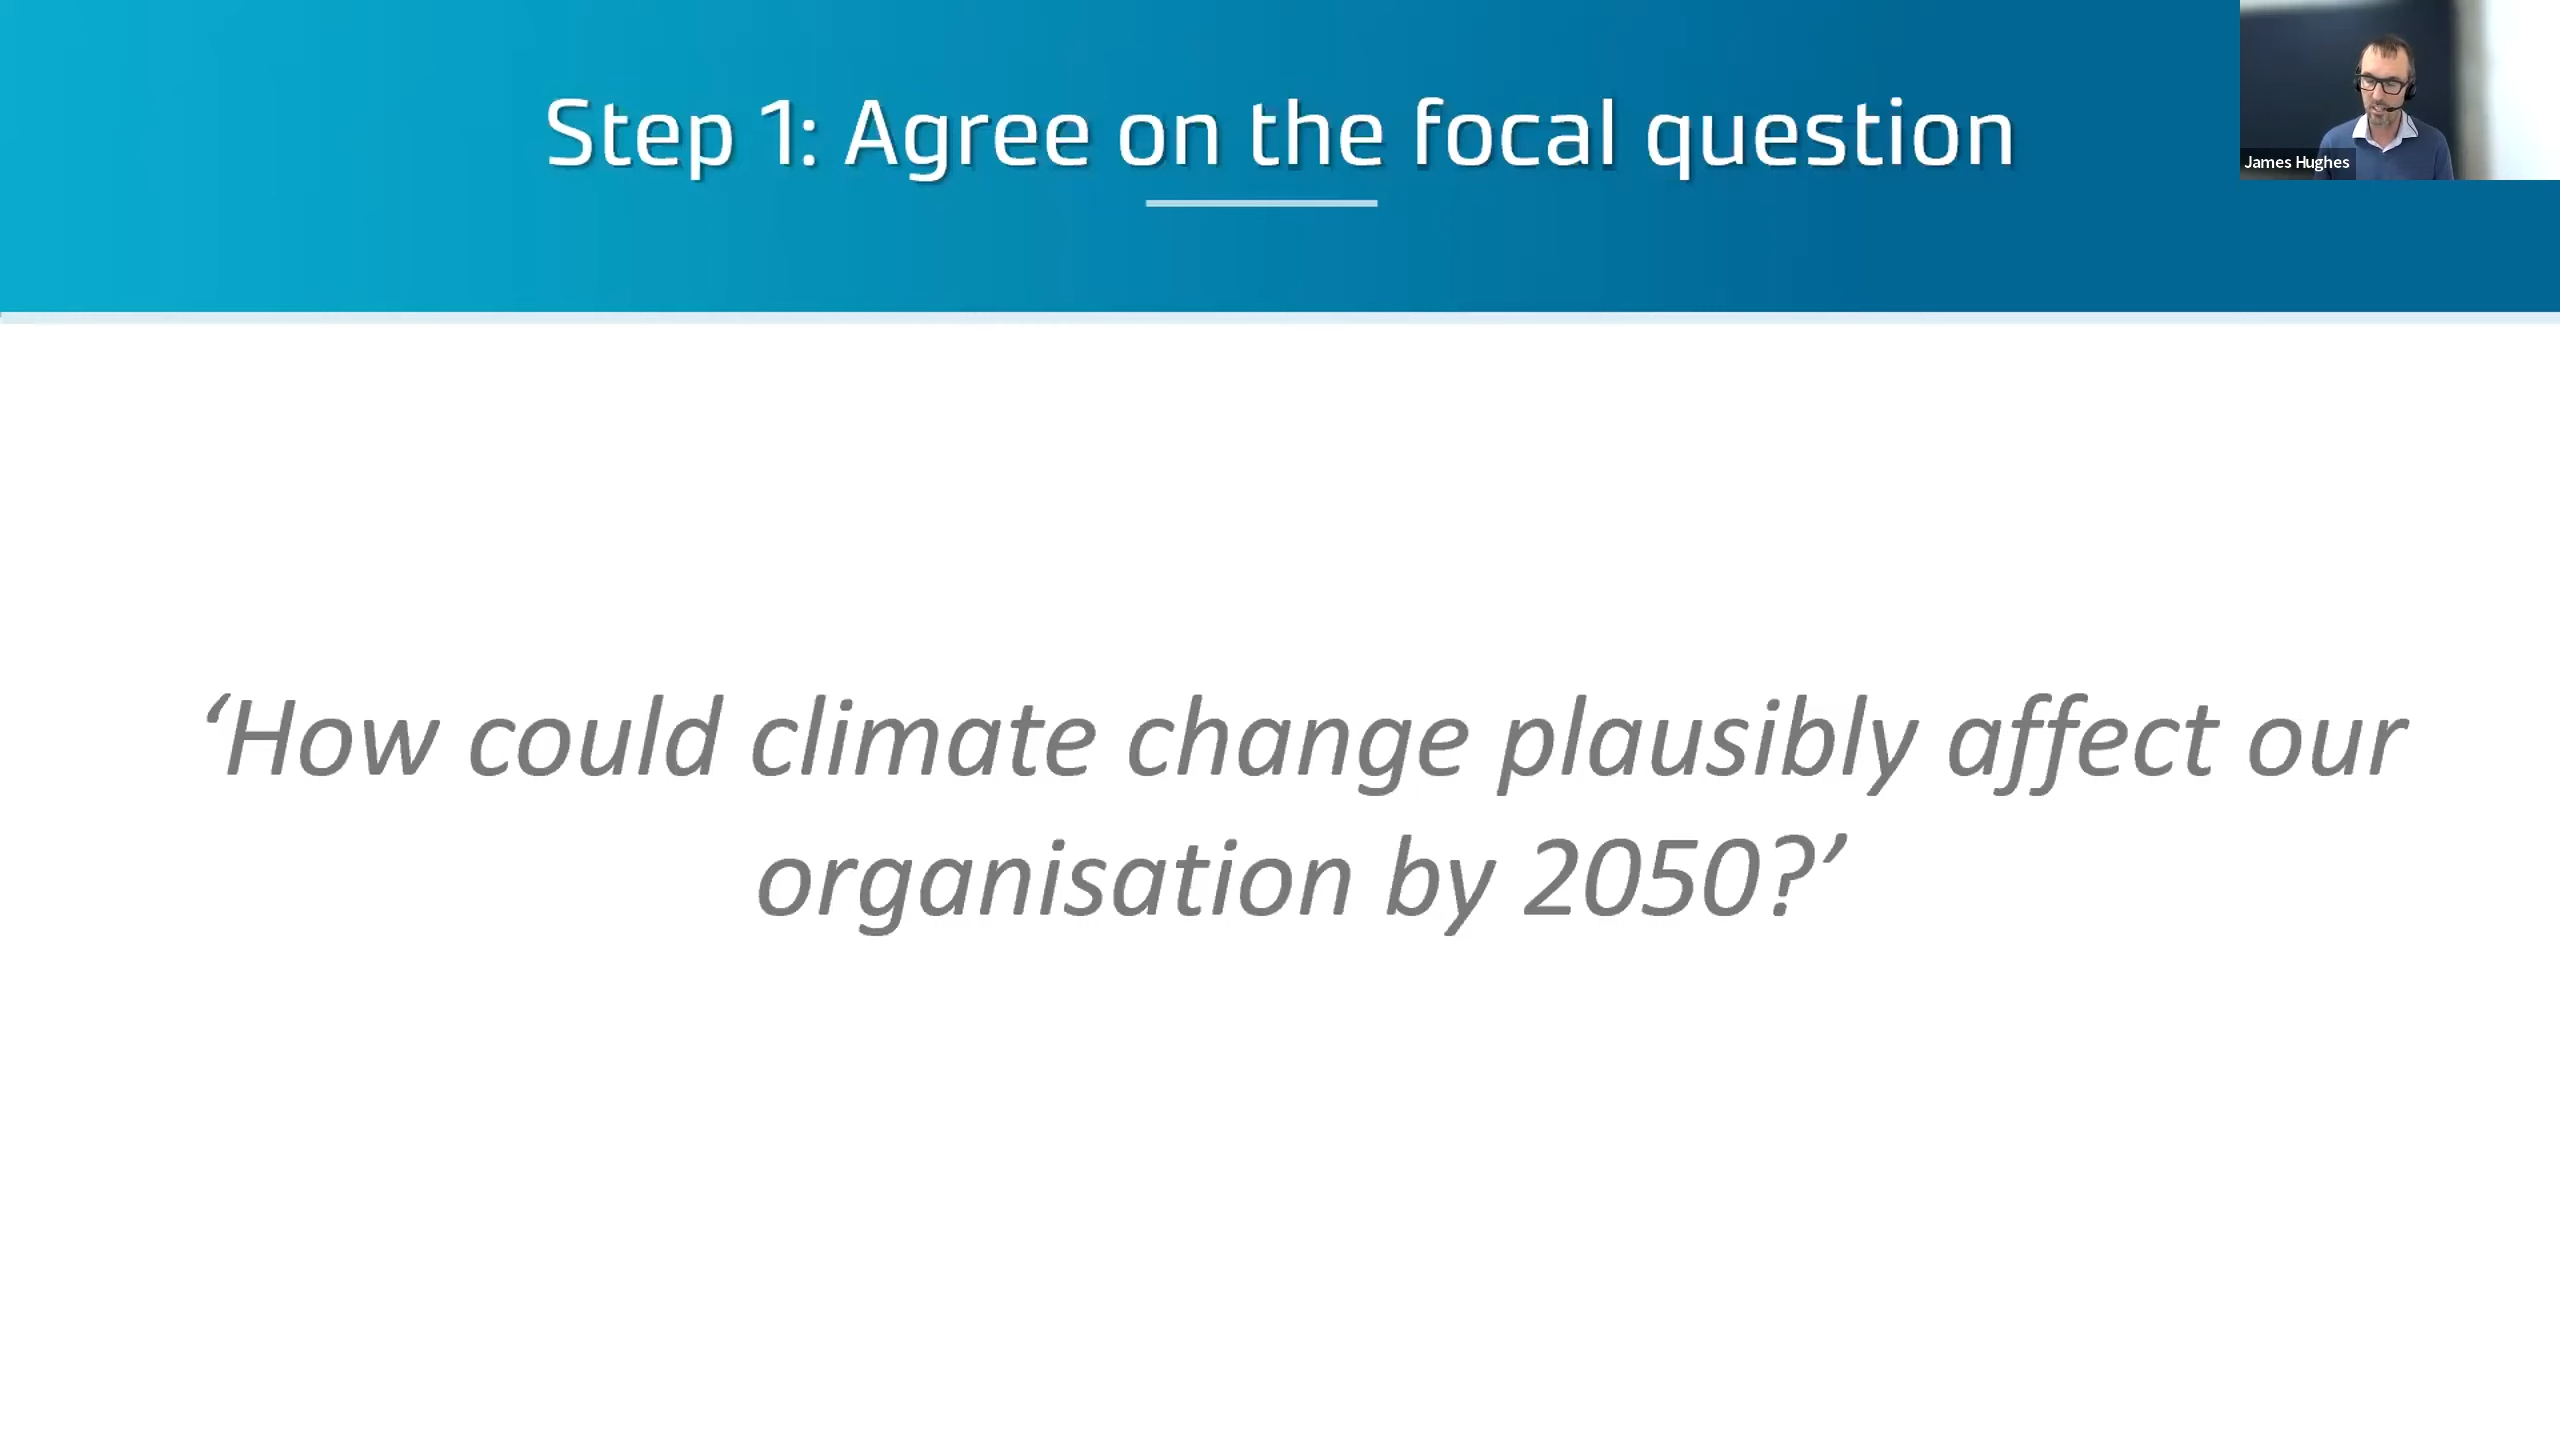 Step 1: Agree on the focal question
James Hughes
‘How could climate change plausibly affect our
organisation by 2050?’